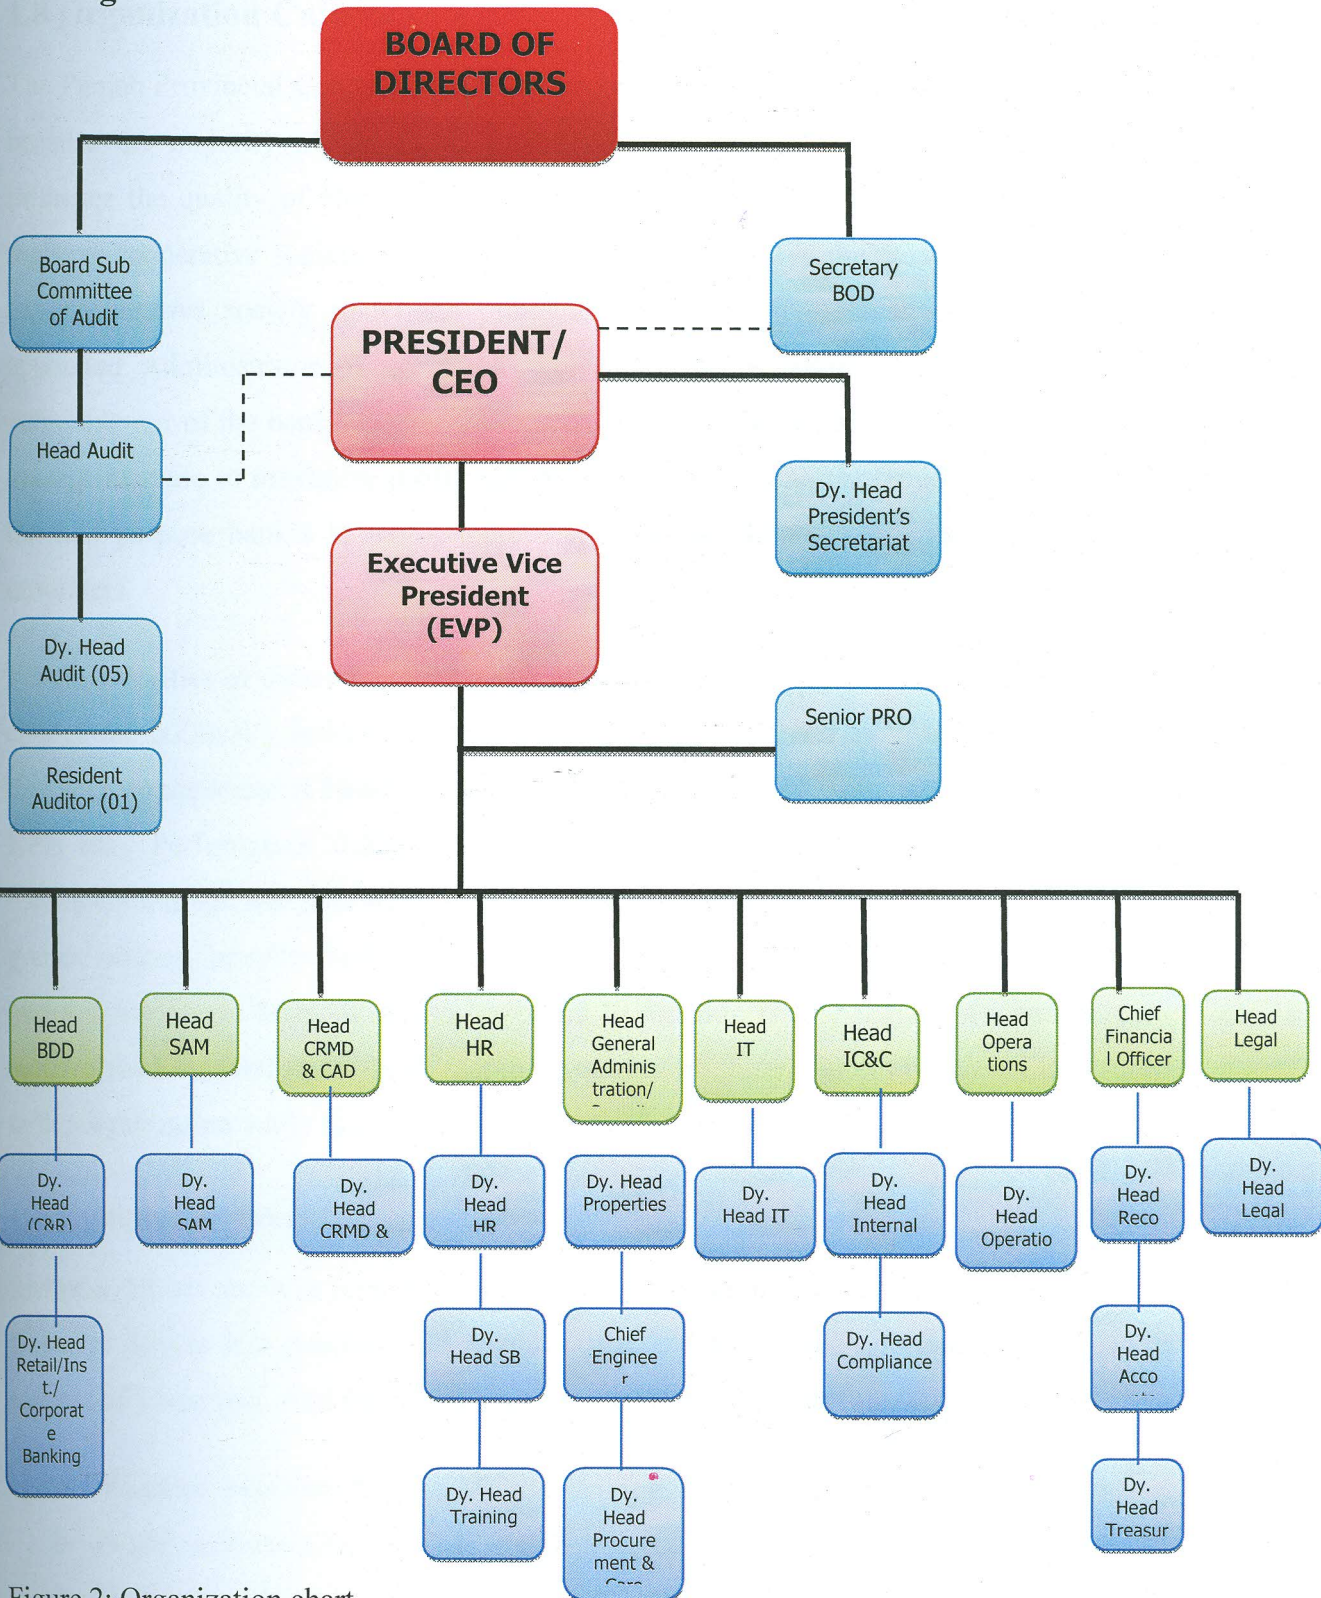 BOARD OF
DIRECTORS
Board Sub
Committee
of Audit
Secretary
BOD
PRESIDENT/
CEO
Head Audit
Dy. Head
President's
Secretariat
Executive Vice
President
(EVP)
Dy. Head
Audit (05)
Senior PRO
Resident
Auditor (01)
Head
BDD
Head
SAM
Head
CRMD
& CAD
Head
HR
Head
General
Adminis
tration/
Head
IT
Head
IC&C
Head
Opera
tions
Chief
Financia
l Officer
Head
Legal
Dy.
Head
(C&R)
Dy.
Head
SAM
Dy.
Head
CRMD &
Dy.
Head
HR
Dy. Head
Properties
Dy.
Head IT
Dy.
Head
Internal
Dy.
Head
Operatio
Dy.
Head
Reco
Dy.
Head
Legal
Dy. Head
Retail/Ins
t./
Corporat
e
Banking
Dy.
Head SB
Chief
Enginee
r
Dy. Head
Compliance
Dy.
Head
Acco
Dy. Head
Training
Dy.
Head
Procure
ment &
Dy.
Head
Treasur
Figure 2: Organization chart